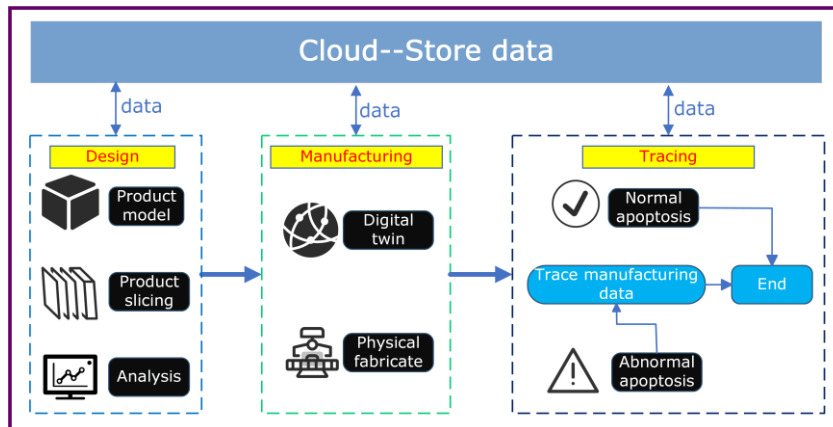 Cloud--Store data
data
data
data
Design
Product
model
Product
slicing
Analysis
Manufacturing
Digital
twin
Physical
fabricate
Tracing
Normal
apoptosis
Trace manufacturing
data
End
Abnormal
apoptosis